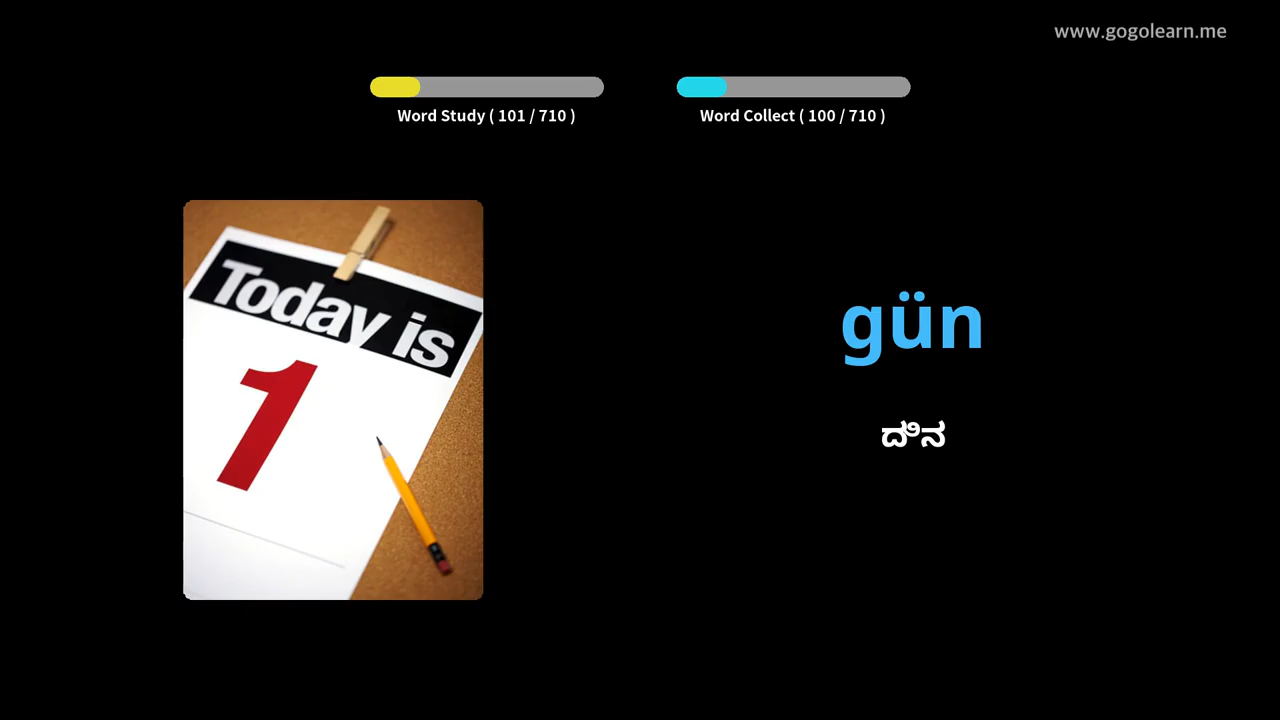 www.gogolearn.me
Word Study ( 101 / 710 )
Word Collect ( 100 / 710 )
Today is
1
gün
ದಿನ